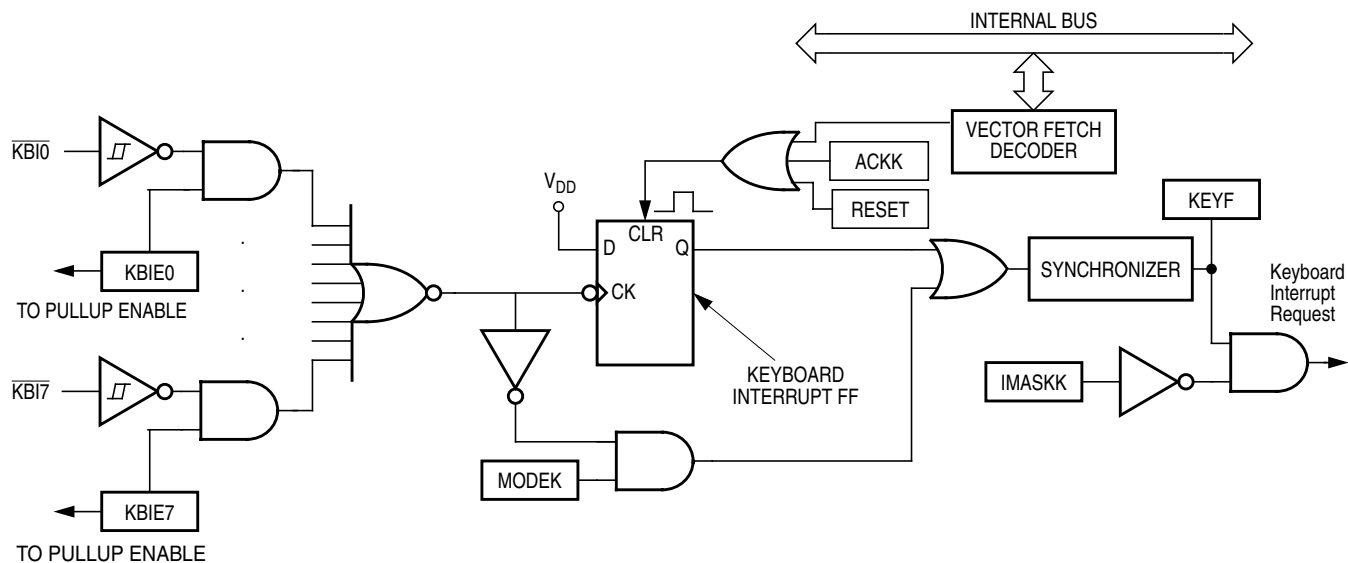 INTERNAL BUS
VECTOR FETCH
DECODER
ACKK
RESET
KBI0
KBIE0
TO PULLUP ENABLE
.
.
.
KBI7
KBIE7
TO PULLUP ENABLE
VDD
CLR
D
Q
CK
KEYBOARD
INTERRUPT FF
MODEK
SYNCHRONIZER
KEYF
IMASKK
Keyboard
Interrupt
Request